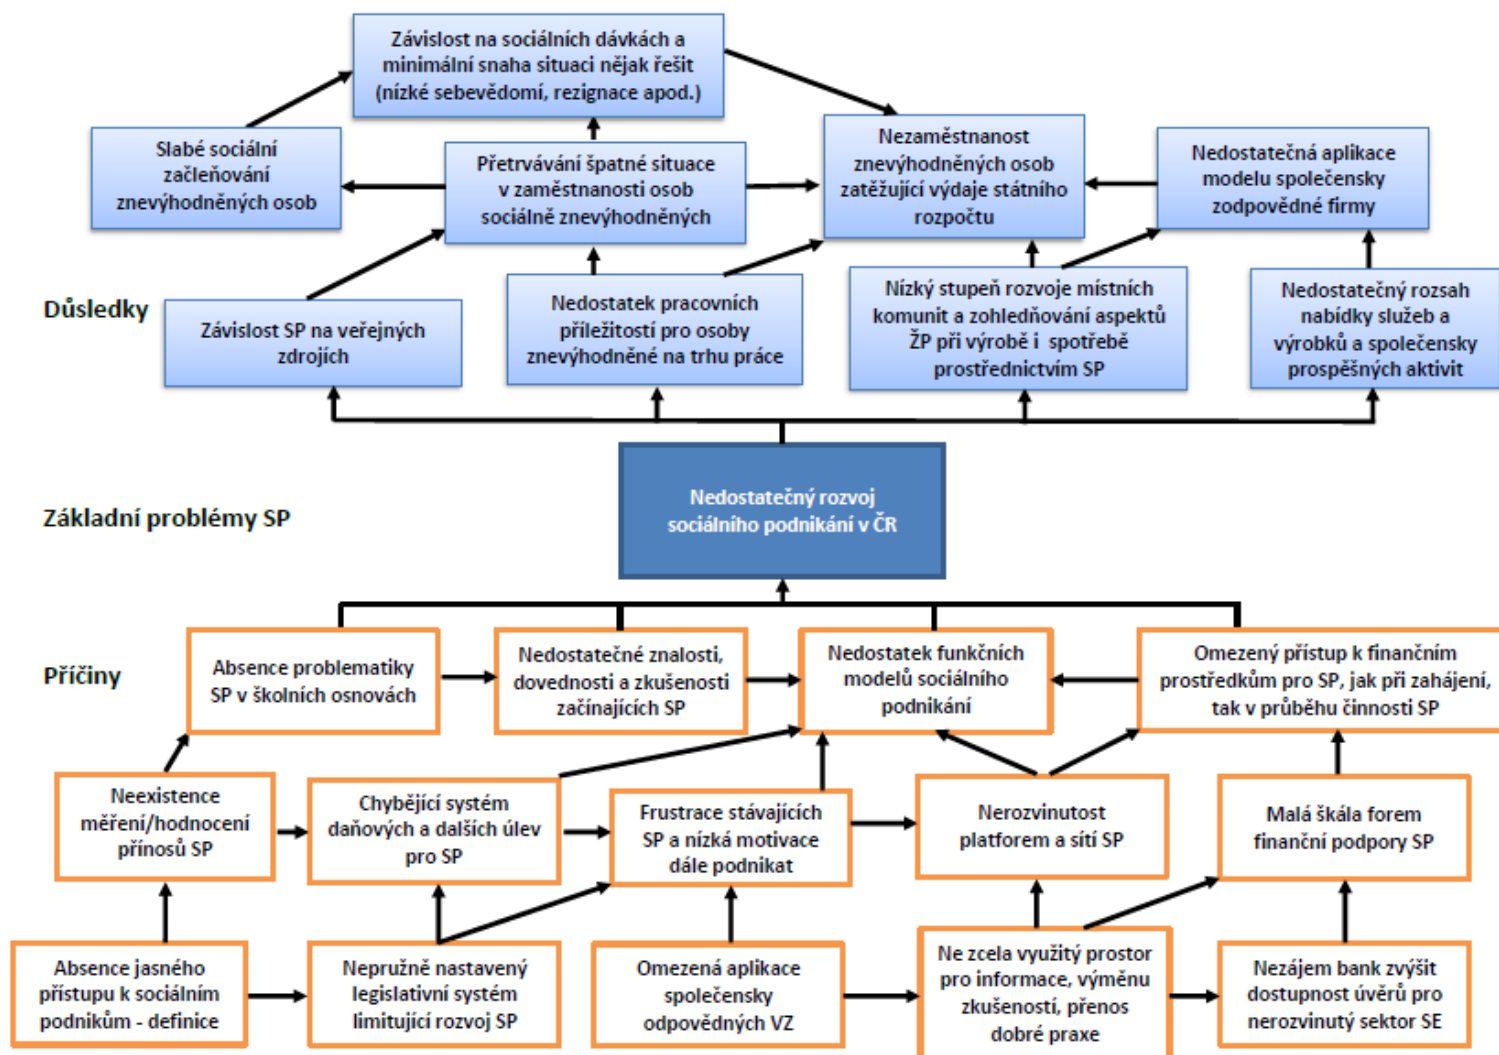 Závislost na sociálních dávkách a
minimální snaha situaci nějak řešit
(nízké sebevědomí, rezignace apod.)
Slabé sociální
začleňování
znevýhodněných osob
Přetrvávání špatné situace
v zaměstnanosti osob
sociálně znevýhodněných
Nezaměstnanost
znevýhodněných osob
zatěžující výdaje státního
rozpočtu
Nedostatečná aplikace
modelu společensky
zodpovědné firmy
Důsledky
Závislost SP na veřejných
zdrojích
Nedostatek pracovních
příležitostí pro osoby
znevýhodněné na trhu práce
Nízký stupeň rozvoje místních
komunit a zohledňování aspektů
ŽP při výrobě i spotřebě
prostřednictvím SP
Nedostatečný rozsah
nabídky služeb a
výrobků a společensky
prospěšných aktivit
Základní problémy SP
Nedostatečný rozvoj
sociálního podnikání v ČR
Příčiny
Absence problematiky
SP v školních osnovách
Nedostatečné znalosti,
dovednosti a zkušenosti
začínajících SP
Nedostatek funkčních
modelů sociálního
podnikání
Omezený přístup k finančním
prostředkům pro SP, jak při zahájení,
tak v průběhu činnosti SP
Neexistence
měření/hodnocení
přínosů SP
Chybějící systém
daňových a dalších úlev
pro SP
Frustrace stávajících
SP a nízká motivace
dále podnikat
Nerozvinutost
platforem a sítí SP
Malá škála forem
finanční podpory SP
Absence jasného
přístupu k sociálním
podnikům - definice
Nepružně nastavený
legislativní systém
limitující rozvoj SP
Omezená aplikace
společensky
odpovědných VZ
Ne zcela využitý prostor
pro informace, výměnu
zkušeností, přenos
dobré praxe
Nezájem bank zvýšit
dostupnost úvěrů pro
nerozvinutý sektor SE